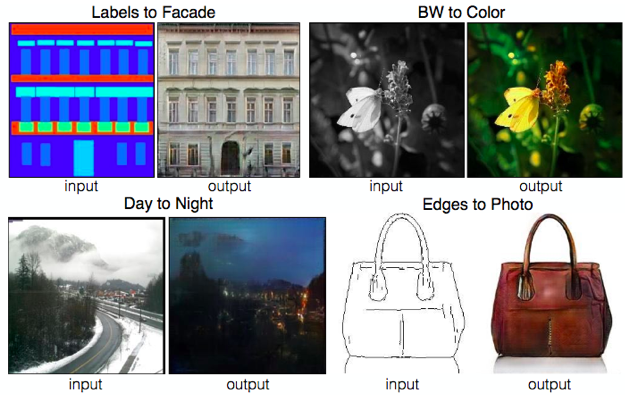 Labels to Facade
BW to Color
input
output
input
output
Day to Night
Edges to Photo
input
output
input
output